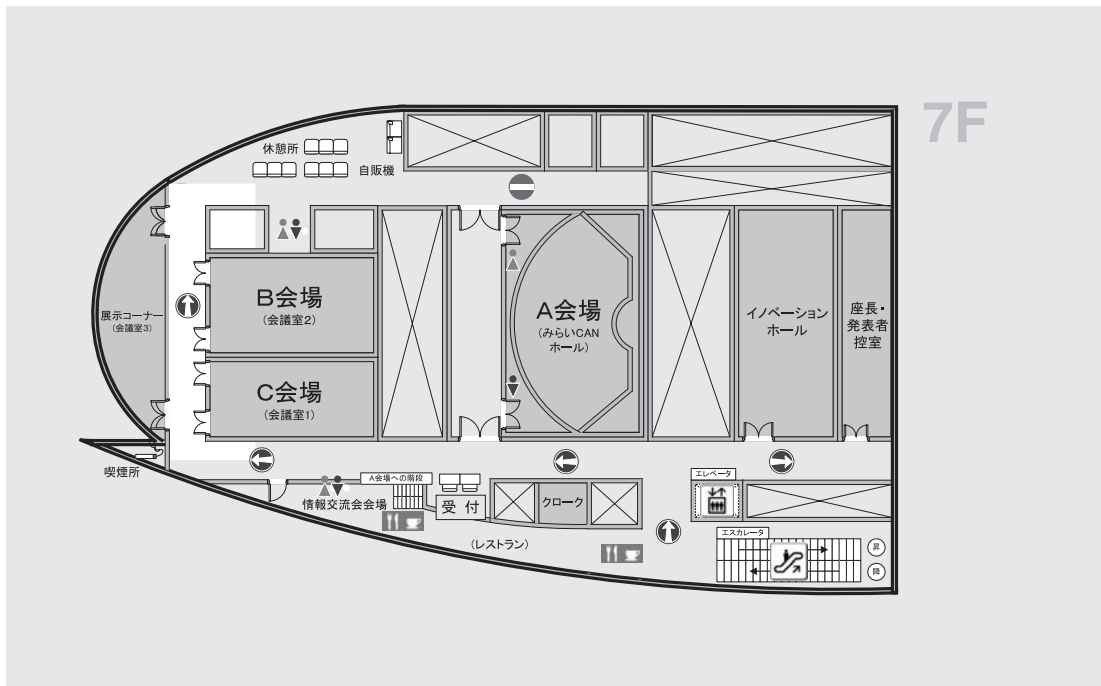 7F
休憩所
自販機
展示コーナー
(会議室3)
B会場
(会議室2)
C会場
(会議室1)
A会場
(みらいCAN
ホール)
イノベーション
ホール
座長・
発表者
控室
喫煙所
情報交流会会場
A会場への階段
受 付
クローク
(レストラン)
エレベータ
エスカレータ
昇
降